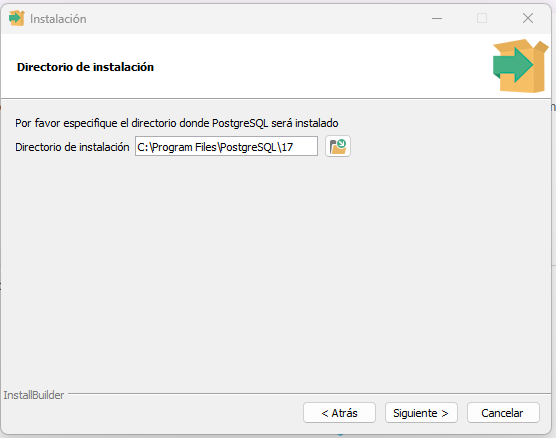 Instalación
Directorio de instalación
Por favor especifique el directorio donde PostgreSQL será instalado
Directorio de instalación C:\Program Files\PostgreSQL\17
InstallBuilder
< Atrás Siguiente > Cancelar